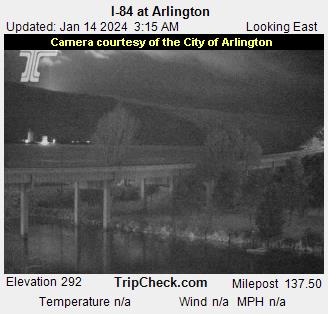 I-84 at Arlington
Updated: Jan 14 2024 3:15 AM Looking East
Camera courtesy of the City of Arlington
Elevation 292 TripCheck.com Milepost 137.50
Temperature n/a Wind n/a MPH n/a